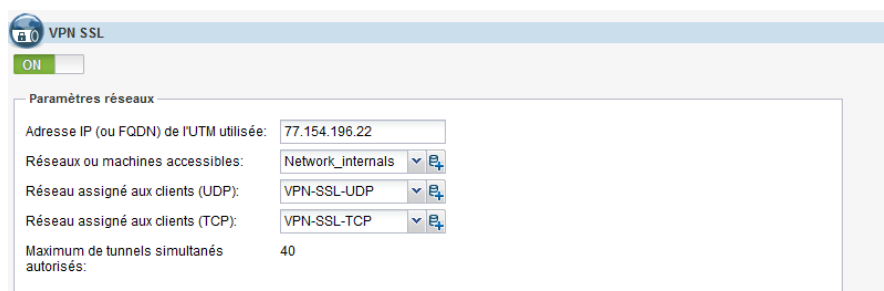 VPN SSL
ON
Paramètres réseaux
Adresse IP (ou FQDN) de l'UTM utilisée: 77.154.196.22
Réseaux ou machines accessibles: Network_internals
Réseau assigné aux clients (UDP): VPN-SSL-UDP
Réseau assigné aux clients (TCP): VPN-SSL-TCP
Maximum de tunnels simultanés 40
autorisés: